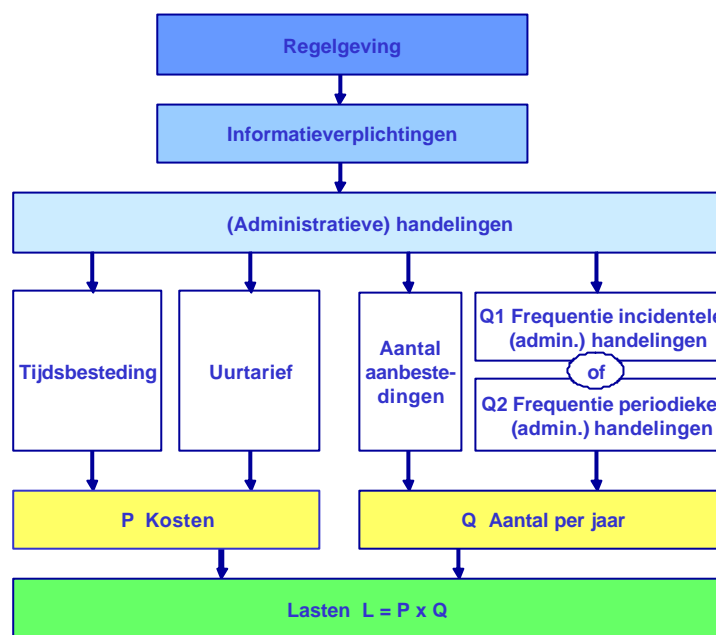 Regelgeving
Informatieverplichtingen
(Administratieve) handelingen
Tijdsbesteding
Uurtarief
Aantal
aanbeste-
dingen
Q1 Frequentie incidentele
(admin.) handelingen
of
Q2 Frequentie periodieke
(admin.) handelingen
P Kosten
Q Aantal per jaar
Lasten L = P x Q